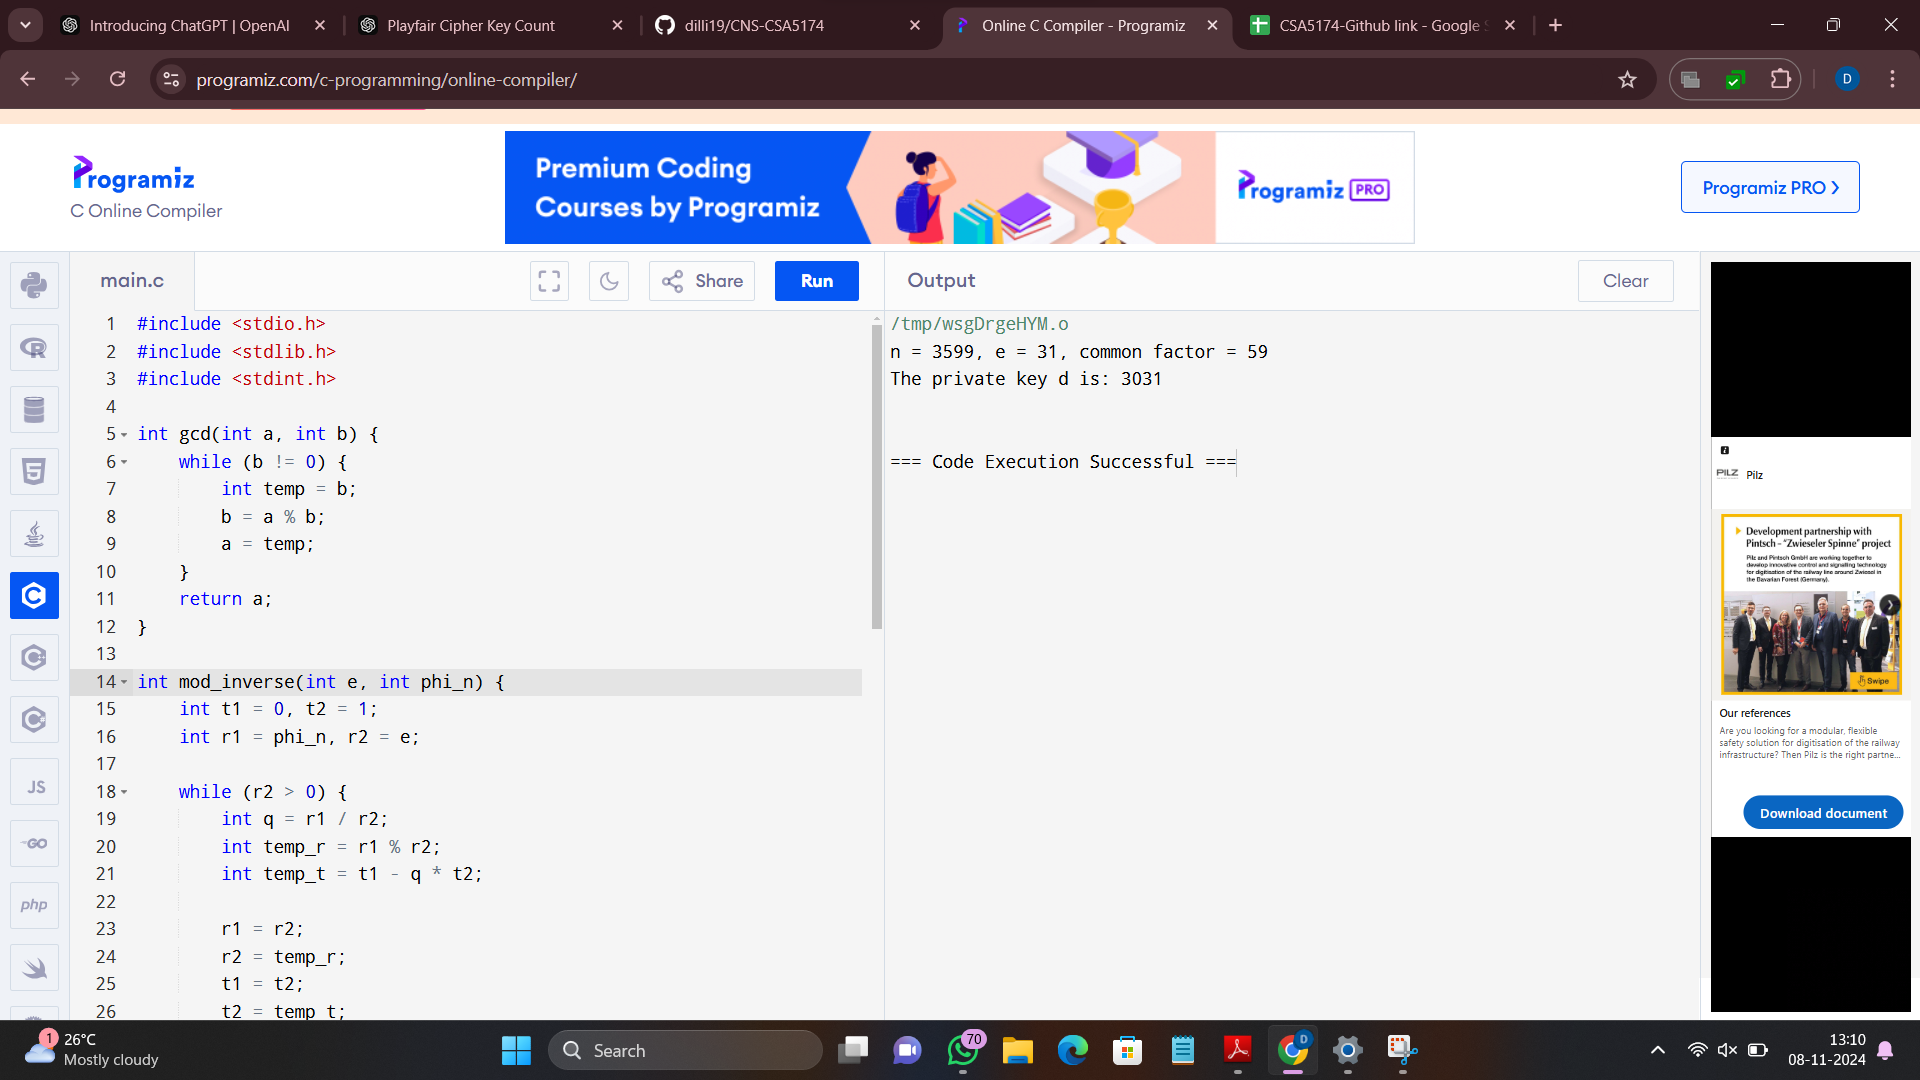 Introducing ChatGPT | OpenAI
Playfair Cipher Key Count
dilli19/CNS-CSA5174
Online C Compiler - Programiz
CSA5174-Github link - Google S
programiz.com/c-programming/online-compiler/
D
Programiz
C Online Compiler
Premium Coding
Courses by Programiz
Programiz PRO
Programiz PRO ❯
main.c
Share
Run
Output
Clear
1 #include <stdio.h>
2 #include <stdlib.h>
3 #include <stdint.h>
4
5 int gcd(int a, int b) {
6 while (b != 0) {
7 int temp = b;
8 b = a % b;
9 a = temp;
10 }
11 return a;
12 }
13
14 int mod_inverse(int e, int phi_n) {
15 int t1 = 0, t2 = 1;
16 int r1 = phi_n, r2 = e;
17
18 while (r2 > 0) {
19 int q = r1 / r2;
20 int temp_r = r1 % r2;
21 int temp_t = t1 - q * t2;
22
23 r1 = r2;
24 r2 = temp_r;
25 t1 = t2;
26 t2 = temp_t;
/tmp/wsgDrgeHYM.o
n = 3599, e = 31, common factor = 59
The private key d is: 3031
=== Code Execution Successful ===
JS
GO
php
PILZ
Pilz
Development partnership with
Pintsch – “Zwieseler Spinne” project
Pilz and Pintsch GmbH are working together to
develop innovative control and signalling technology
for digitisation of the railway line around Zwiesel in
the Bavarian Forest (Germany).
Swipe
Our references
Are you looking for a modular, flexible
safety solution for digitisation of the railway
infrastructure? Then Pilz is the right partne...
Download document
1
26°C
Mostly cloudy
Search
70
D
13:10
08-11-2024